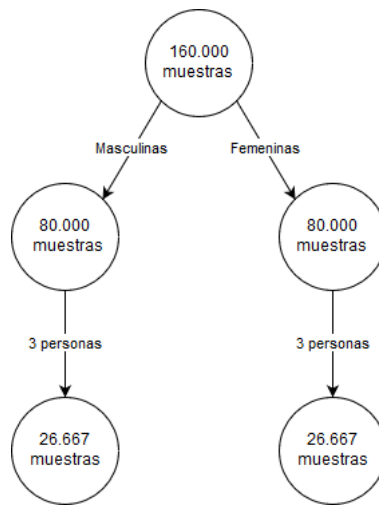 160.000
muestras
Masculinas
Femeninas
80.000
muestras
80.000
muestras
3 personas
3 personas
26.667
muestras
26.667
muestras